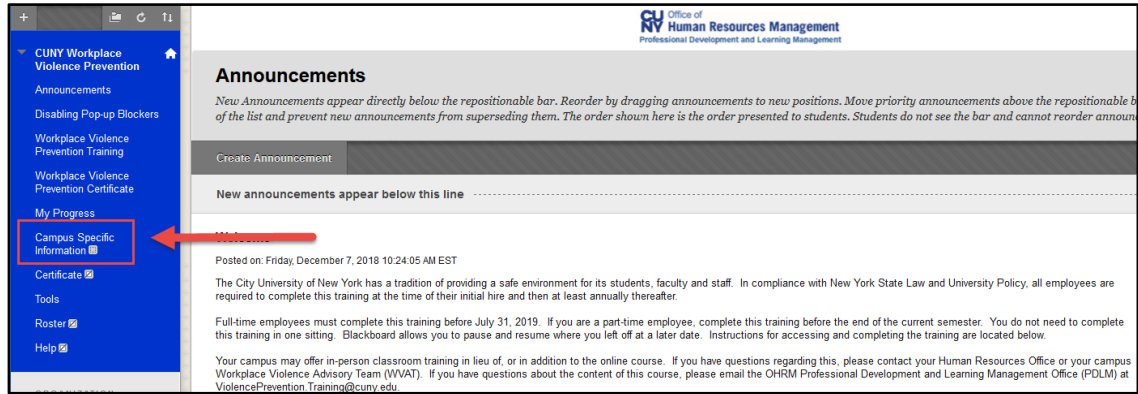 CUNY Workplace
Violence Prevention
Announcements
Disabling Pop-up Blockers
Workplace Violence
Prevention Training
Workplace Violence
Prevention Certificate
My Progress
Campus Specific
Information
Certificate
Tools
Roster
Help
CUNY Office of
Human Resources Management
Professional Development and Learning Management
Announcements
New Announcements appear directly below the repositionable bar. Reorder by dragging announcements to new positions. Move priority announcements above the repositionable b
of the list and prevent new announcements from superseding them. The order shown here is the order presented to students. Students do not see the bar and cannot reorder announ
Create Announcement
New announcements appear below this line
Posted on: Friday, December 7, 2018 10:24:05 AM EST
The City University of New York has a tradition of providing a safe environment for its students, faculty and staff. In compliance with New York State Law and University Policy, all employees are
required to complete this training at the time of their initial hire and then at least annually thereafter.
Full-time employees must complete this training before July 31, 2019. If you are a part-time employee, complete this training before the end of the current semester. You do not need to complete
this training in one sitting. Blackboard allows you to pause and resume where you left off at a later date. Instructions for accessing and completing the training are located below.
Your campus may offer in-person classroom training in lieu of, or in addition to the online course. If you have questions regarding this, please contact your Human Resources Office or your campus
Workplace Violence Advisory Team (WVAT). If you have questions about the content of this course, please email the OHRM Professional Development and Learning Management Office (PDLM) at
ViolencePrevention.Training@cuny.edu.